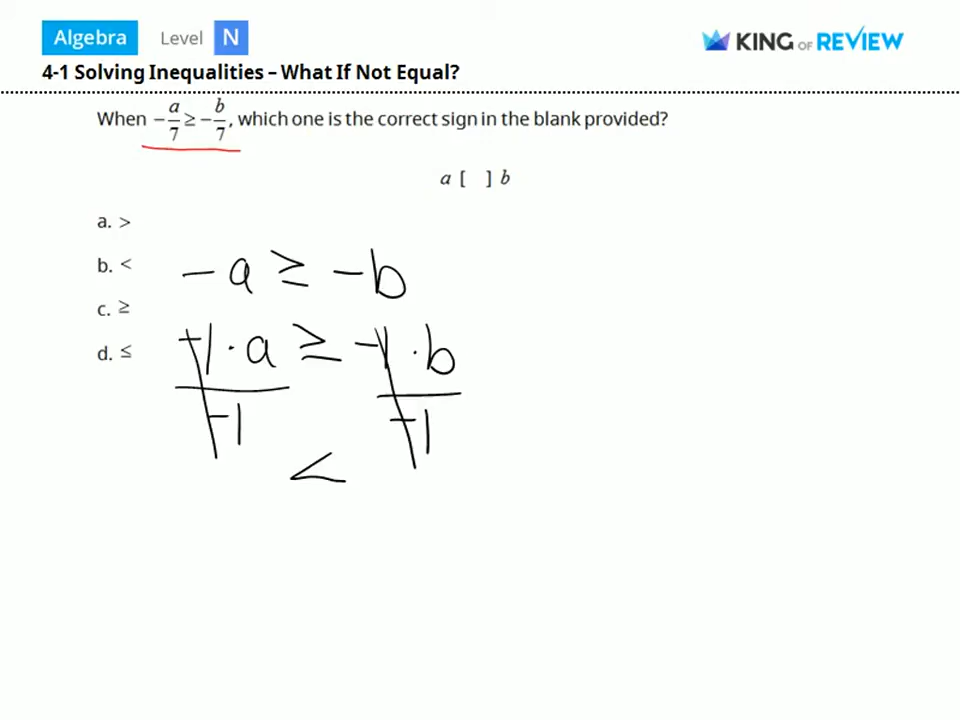 Algebra Level N KING OF REVIEW
4-1 Solving Inequalities – What If Not Equal?
When −a/7 ≥ −b/7, which one is the correct sign in the blank provided?
a [ ] b
a. >
b. <
c. ≥
d. ≤
−a ≥ −b
−1 · a ≥ −1 · b
−1 −1
<